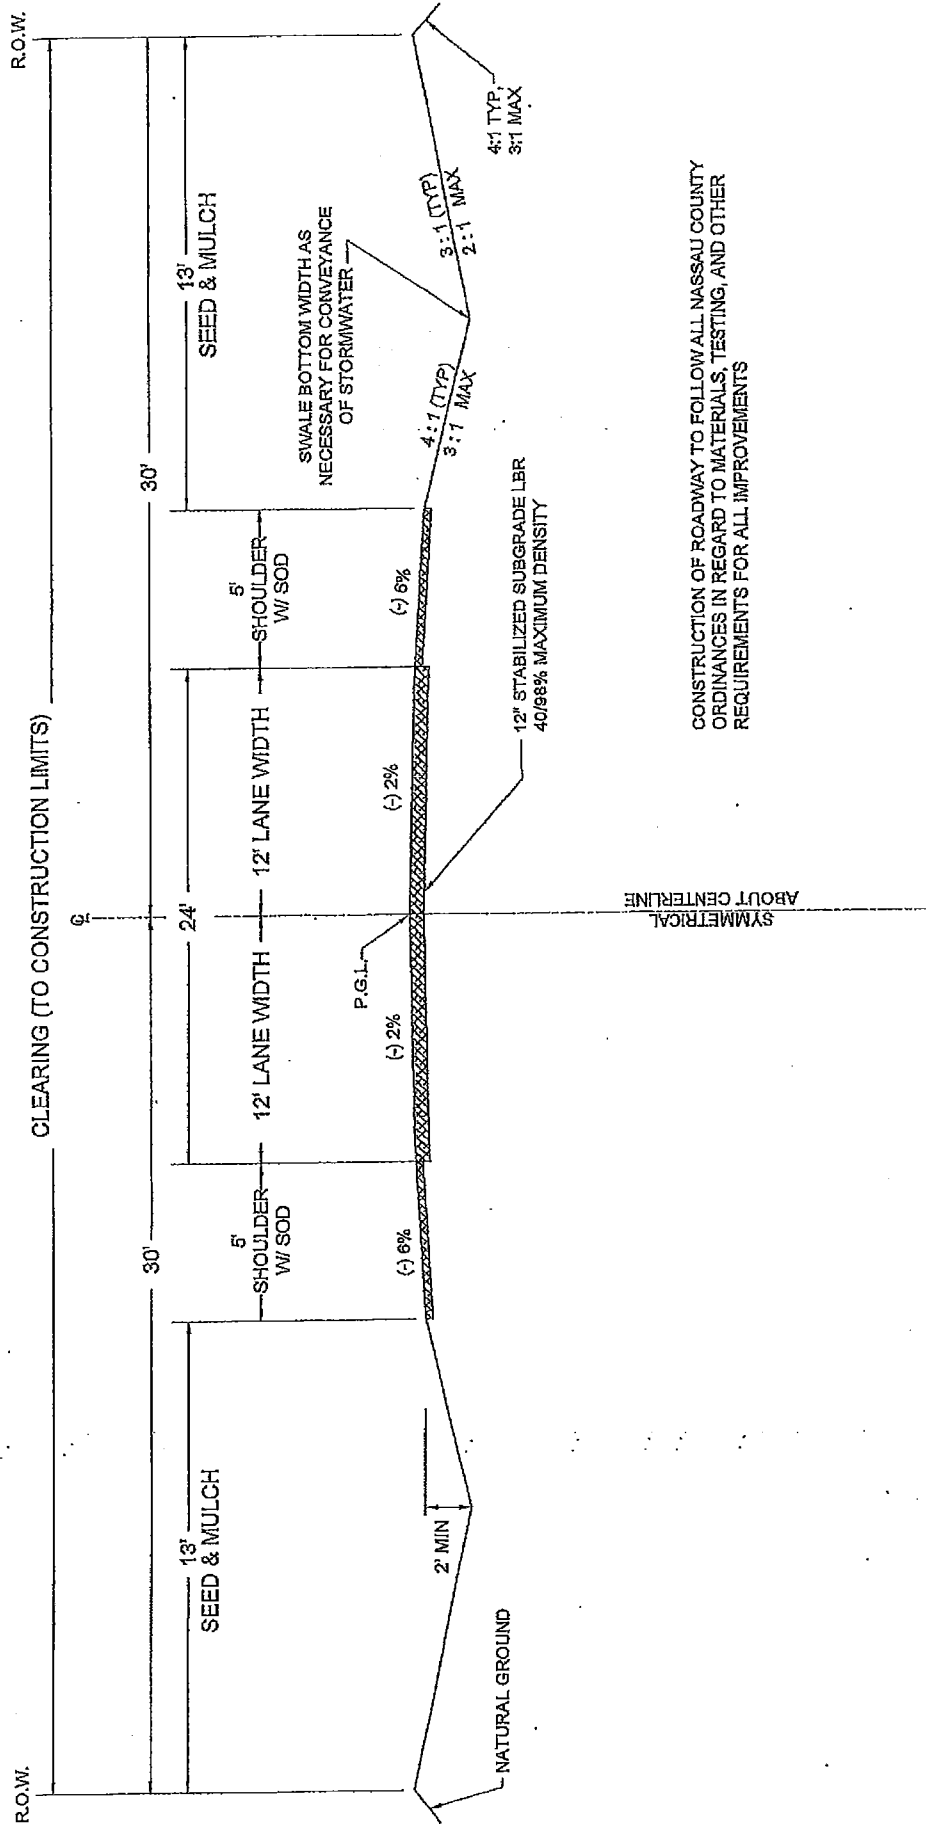 R.O.W.
R.O.W.
CLEARING (TO CONSTRUCTION LIMITS)
℄
30'
30'
13'
SEED & MULCH
24'
13'
SEED & MULCH
5'
SHOULDER
W/ SOD
12' LANE WIDTH
12' LANE WIDTH
5'
SHOULDER
W/ SOD
SWALE BOTTOM WIDTH AS
NECESSARY FOR CONVEYANCE
OF STORMWATER
P.G.L.
(-) 6%
(-) 2%
(-) 2%
(-) 6%
4:1 (TYP)
3:1 MAX
3:1 (TYP)
2:1 MAX
2' MIN
4:1 TYP,
3:1 MAX
NATURAL GROUND
12" STABILIZED SUBGRADE LBR
40/98% MAXIMUM DENSITY
SYMMETRICAL
ABOUT CENTERLINE
CONSTRUCTION OF ROADWAY TO FOLLOW ALL NASSAU COUNTY
ORDINANCES IN REGARD TO MATERIALS, TESTING, AND OTHER
REQUIREMENTS FOR ALL IMPROVEMENTS